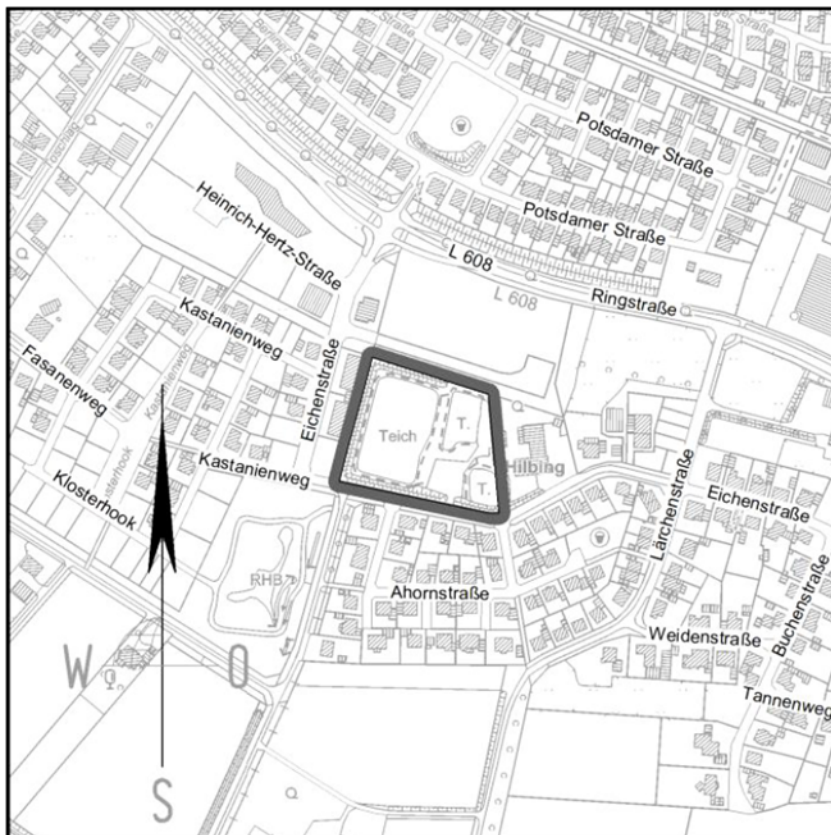 Potsdamer Straße
Potsdamer Straße
Heinrich-Hertz-Straße
L 608
L 608
Ringstraße
Kastanienweg
Fasanenweg
Kastanienweg
Eichenstraße
Teich
T.
T.
Hilbing
Kastanienweg
Klosterhook
Lärchenstraße
Eichenstraße
RHB
Ahornstraße
Weidenstraße
Buchenstraße
Tannenweg
W
O
S